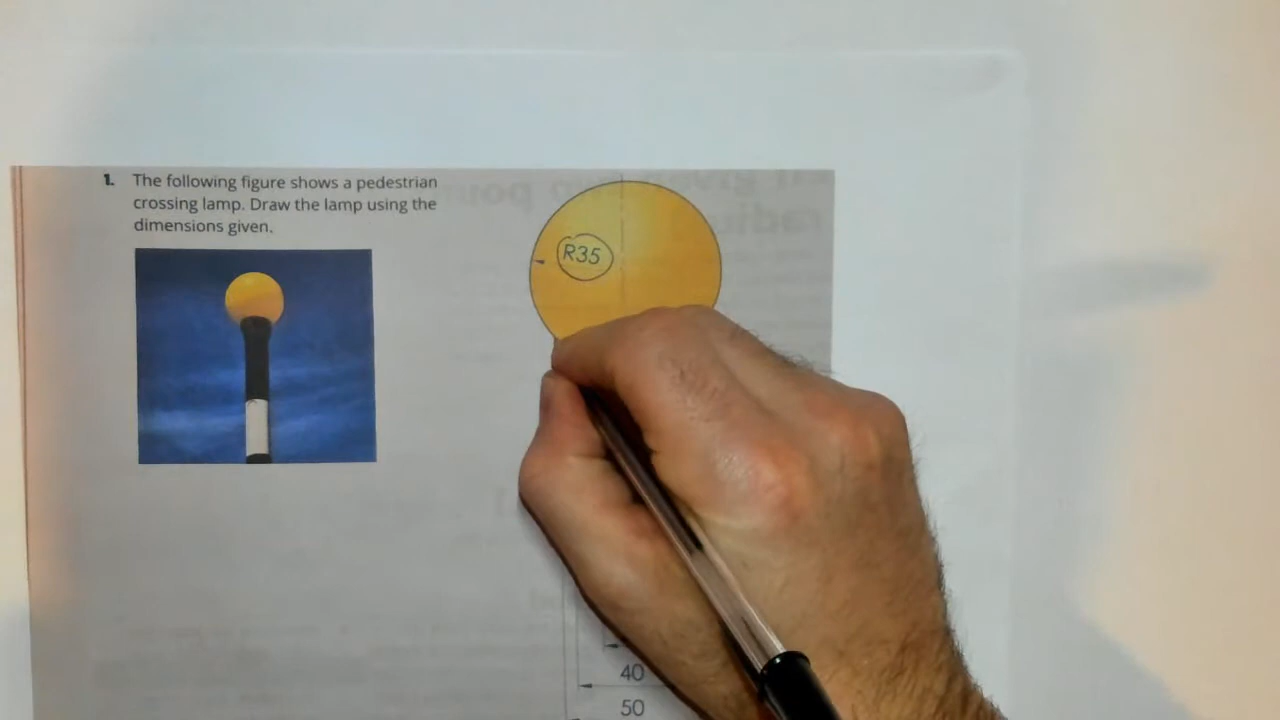 1. The following figure shows a pedestrian
crossing lamp. Draw the lamp using the
dimensions given.
R35
40
50